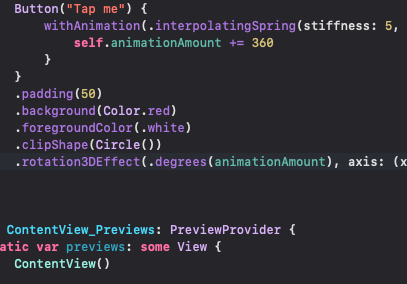 Button("Tap me") {
withAnimation(.interpolatingSpring(stiffness: 5,
self.animationAmount += 360
}
}
.padding(50)
.background(Color.red)
.foregroundColor(.white)
.clipShape(Circle())
.rotation3DEffect(.degrees(animationAmount), axis: (x
ContentView_Previews: PreviewProvider {
atic var previews: some View {
ContentView()